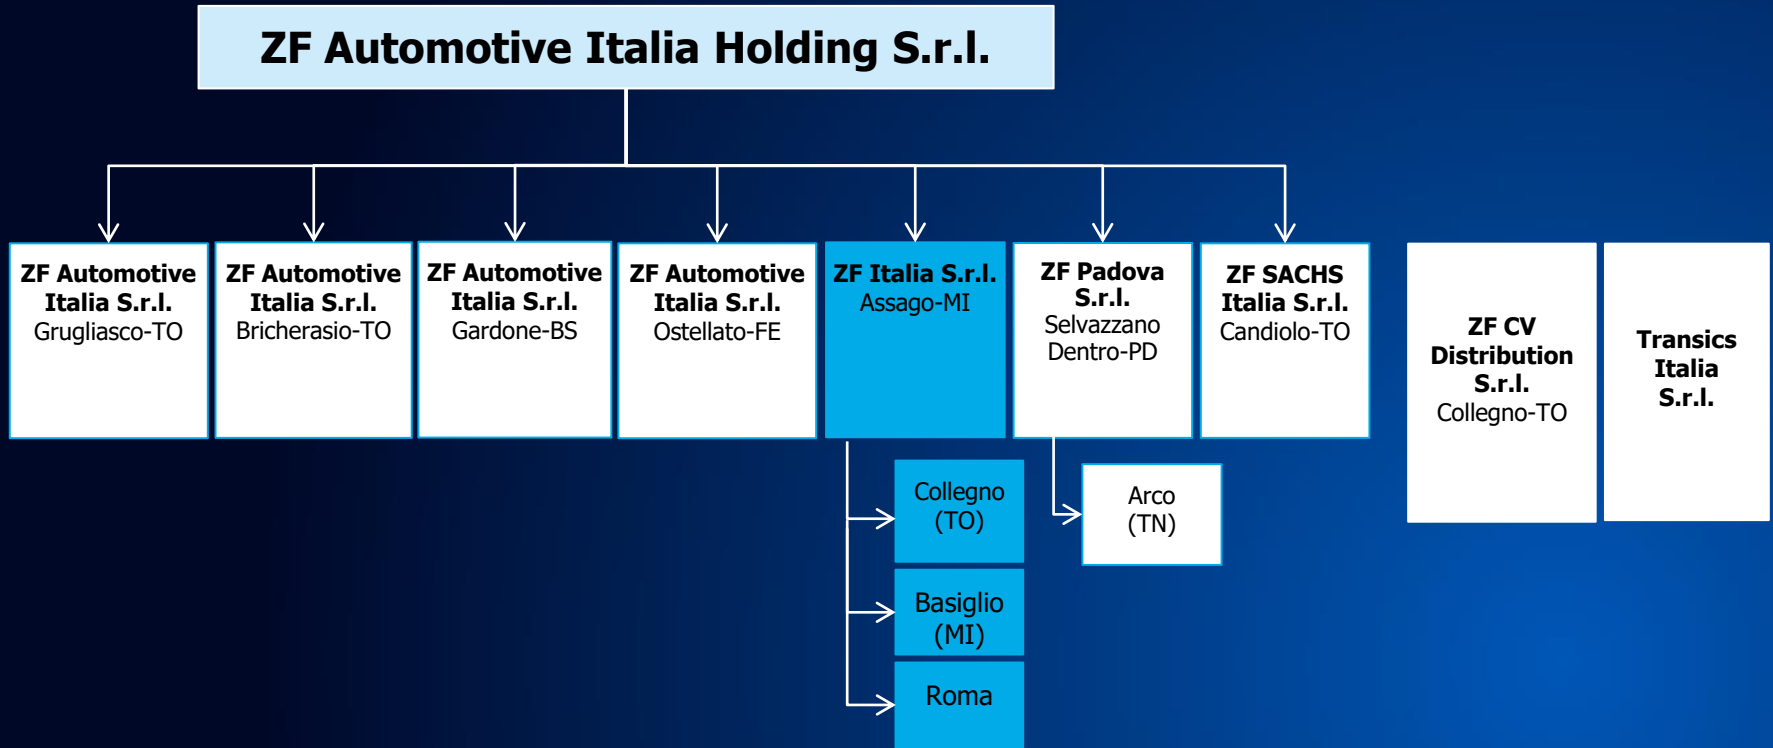 ZF Automotive Italia Holding S.r.l.
ZF Automotive
Italia S.r.l.
Grugliasco-TO
ZF Automotive
Italia S.r.l.
Bricherasio-TO
ZF Automotive
Italia S.r.l.
Gardone-BS
ZF Automotive
Italia S.r.l.
Ostellato-FE
ZF Italia S.r.l.
Assago-MI
ZF Padova
S.r.l.
Selvazzano
Dentro-PD
ZF SACHS
Italia S.r.l.
Candiolo-TO
ZF CV
Distribution
S.r.l.
Collegno-TO
Transics
Italia
S.r.l.
Collegno
(TO)
Basiglio
(MI)
Roma
Arco
(TN)